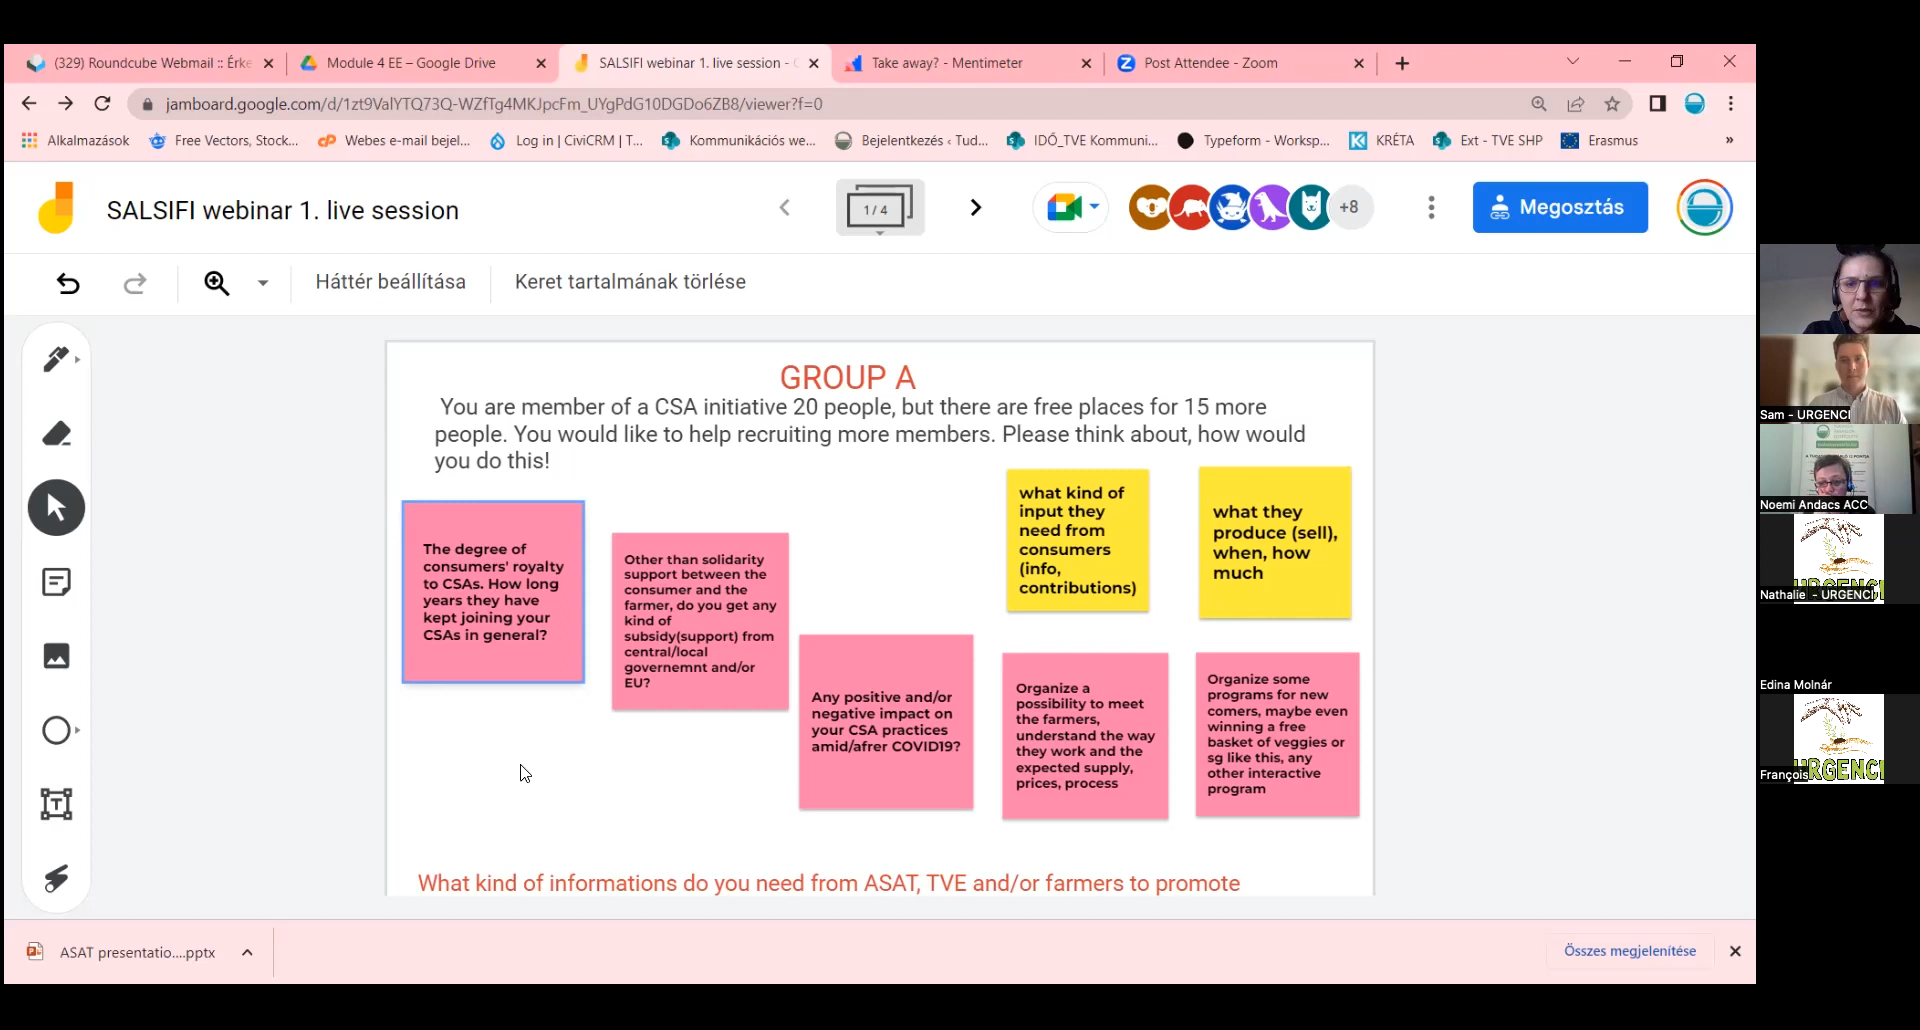 (329) Roundcube Webmail :: Érke
Module 4 EE – Google Drive
SALSIFI webinar 1. live session -
Take away? - Mentimeter
Post Attendee - Zoom
jamboard.google.com/d/1zt9ValYTQ73Q-WZfTg4MKJpcFm_UYgPdG10DGDo6ZB8/viewer?f=0
Alkalmazások
Free Vectors, Stock...
Webes e-mail bejel...
Log in | CiviCRM | T...
Kommunikációs we...
Bejelentkezés ‹ Tud...
IDŐ_TVE Kommuni...
Typeform - Worksp...
KRÉTA
Ext - TVE SHP
Erasmus
»
SALSIFI webinar 1. live session
1 / 4
+8
Megosztás
Háttér beállítása
Keret tartalmának törlése
GROUP A
You are member of a CSA initiative 20 people, but there are free places for 15 more
people. You would like to help recruiting more members. Please think about, how would
you do this!
The degree of
consumers' royalty
to CSAs. How long
years they have
kept joining your
CSAs in general?
Other than solidarity
support between the
consumer and the
farmer, do you get any
kind of
subsidy(support) from
central/local
governemnt and/or
EU?
Any positive and/or
negative impact on
your CSA practices
amid/afrer COVID19?
what kind of
input they
need from
consumers
(info,
contributions)
what they
produce (sell),
when, how
much
Organize a
possibility to meet
the farmers,
understand the way
they work and the
expected supply,
prices, process
Organize some
programs for new
comers, maybe even
winning a free
basket of veggies or
sg like this, any
other interactive
program
What kind of informations do you need from ASAT, TVE and/or farmers to promote
ASAT presentatio....pptx
Összes megjelenítése
Sam - URGENCI
Noemi Andacs ACC
Nathalie - URGENCI
Edina Molnár
François